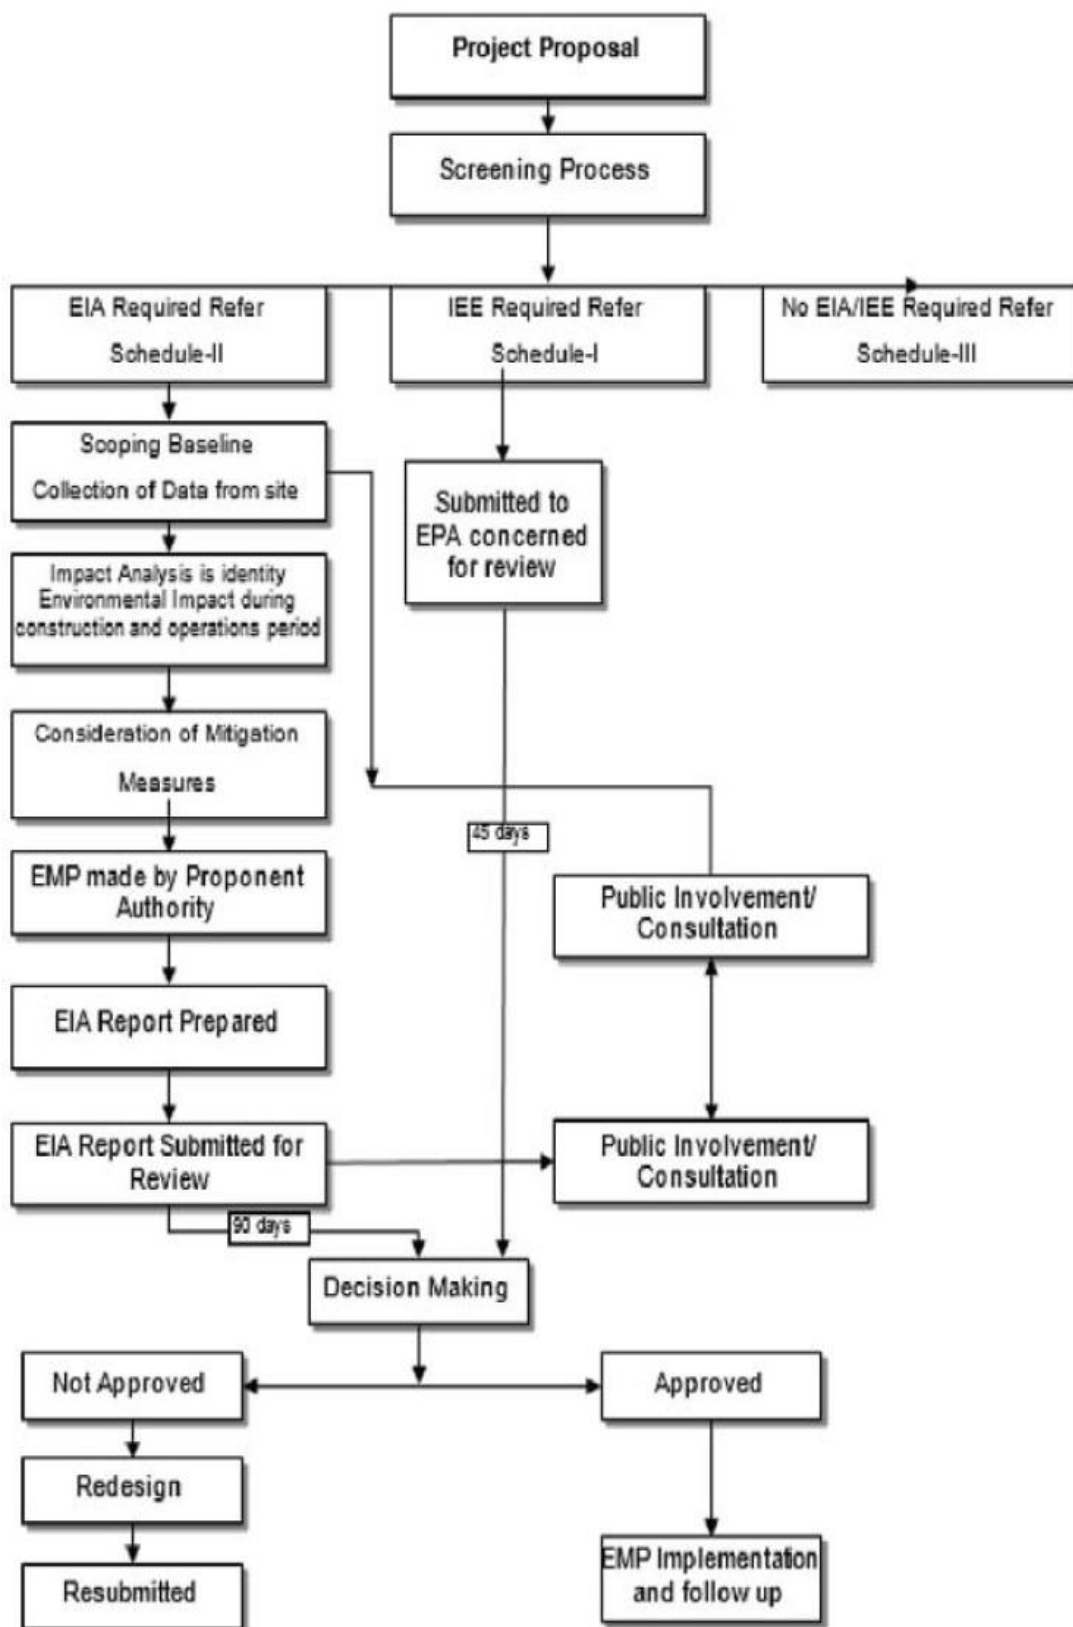 Project Proposal
Screening Process
EIA Required Refer
Schedule-II
IEE Required Refer
Schedule-I
No EIA/IEE Required Refer
Schedule-III
Scoping Baseline
Collection of Data from site
Submitted to
EPA concerned
for review
Impact Analysis is identity
Environmental Impact during
construction and operations period
Consideration of Mitigation
Measures
45 days
EMP made by Proponent
Authority
Public Involvement/
Consultation
EIA Report Prepared
EIA Report Submitted for
Review
Public Involvement/
Consultation
90 days
Decision Making
Not Approved
Approved
Redesign
EMP Implementation
and follow up
Resubmitted